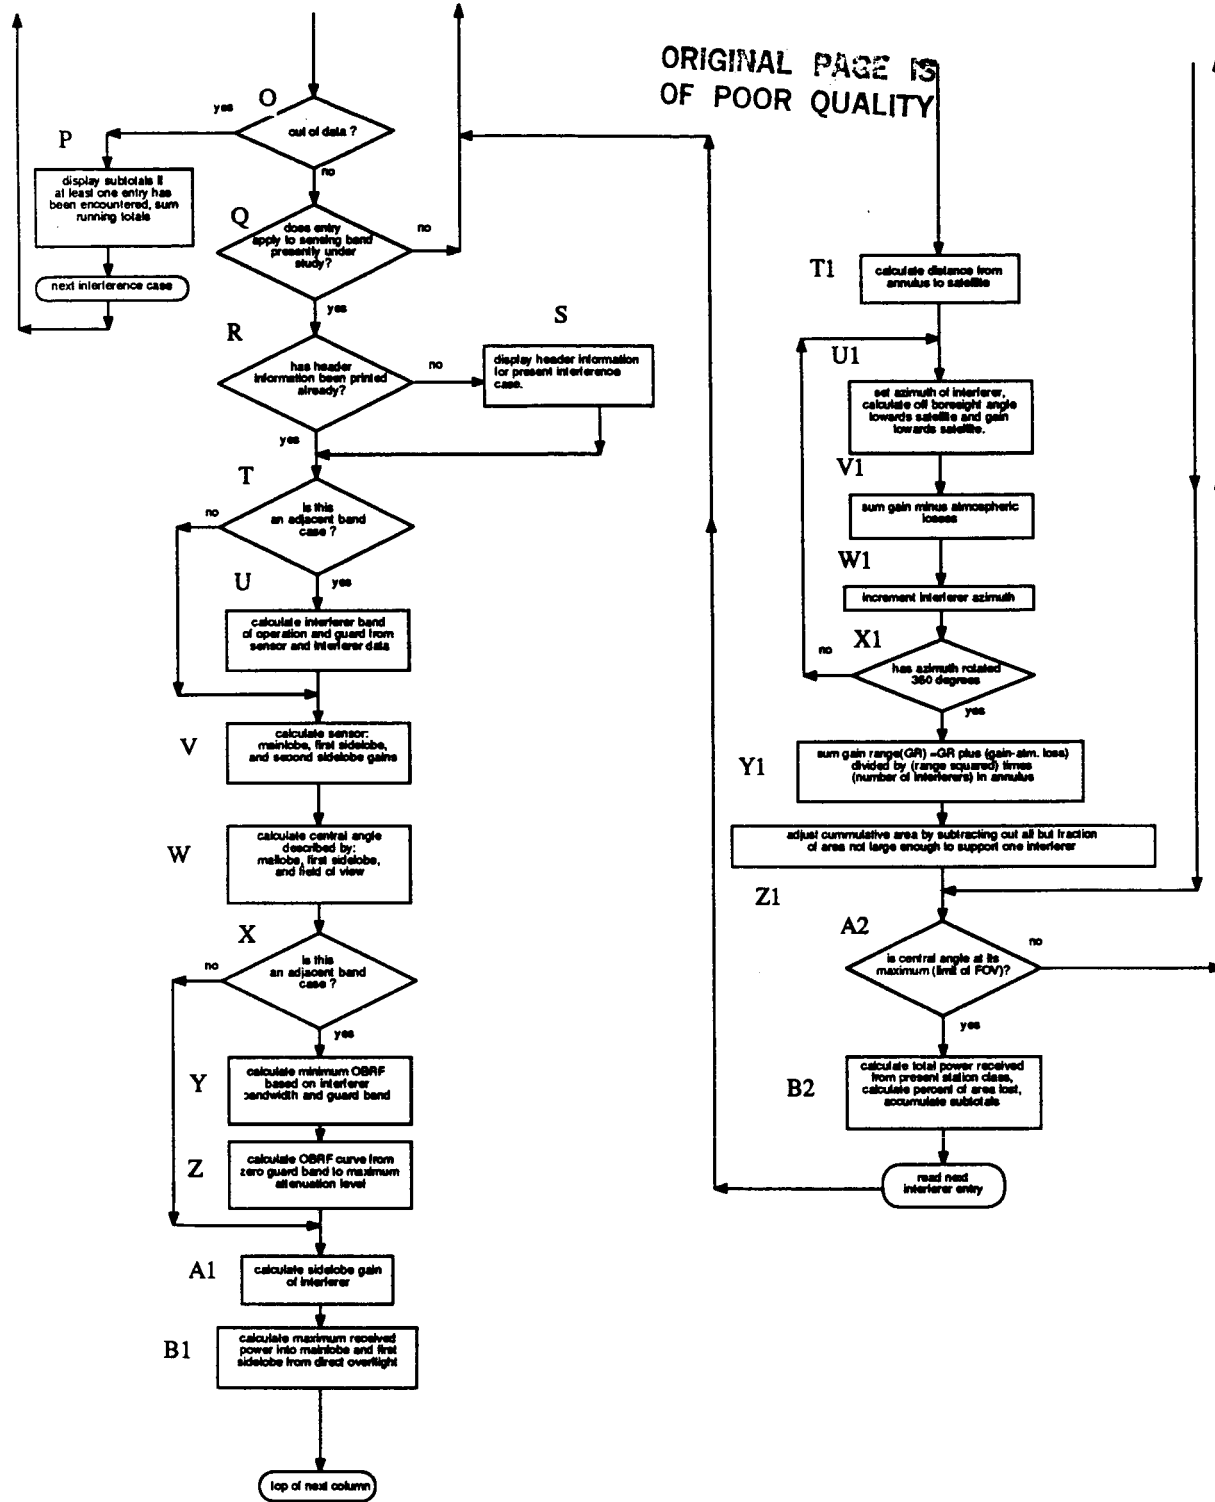 ORIGINAL PAGE IS
OF POOR QUALITY
O
yes
out of data ?
P
no
display subtotals if
at least one entry has
been encountered, sum
running totals
next interference case
Q
does entry
apply to sensing band
presently under
study?
no
yes
R
has header
information been printed
already?
no
yes
S
display header information
for present interference
case.
T
is this
an adjacent band
case ?
no
yes
U
calculate interferer band
of operation and guard from
sensor and interferer data
V
calculate sensor:
mainlobe, first sidelobe,
and second sidelobe gains
W
calculate central angle
described by:
mailobe, first sidelobe,
and field of view
X
is this
an adjacent band
case ?
no
yes
Y
calculate minimum OBRF
based on interferer
bandwidth and guard band
Z
calculate OBRF curve from
zero guard band to maximum
attenuation level
A1
calculate sidelobe gain
of interferer
B1
calculate maximum received
power into mainlobe and first
sidelobe from direct overflight
top of next column
T1
calculate distance from
annulus to satellite
U1
set azimuth of interferer,
calculate off boresight angle
towards satellite and gain
towards satellite.
V1
sum gain minus atmospheric
losses
W1
increment interferer azimuth
X1
no
has azimuth rotated
360 degrees
yes
Y1
sum gain range(GR) =GR plus (gain-atm. loss)
divided by (range squared) times
(number of interferers) in annulus
adjust cummulative area by subtracting out all but fraction
of area not large enough to support one interferer
Z1
A2
no
is central angle at its
maximum (limit of FOV)?
yes
B2
calculate total power received
from present station class,
calculate percent of area lost,
accumulate subtotals
read next
interferer entry